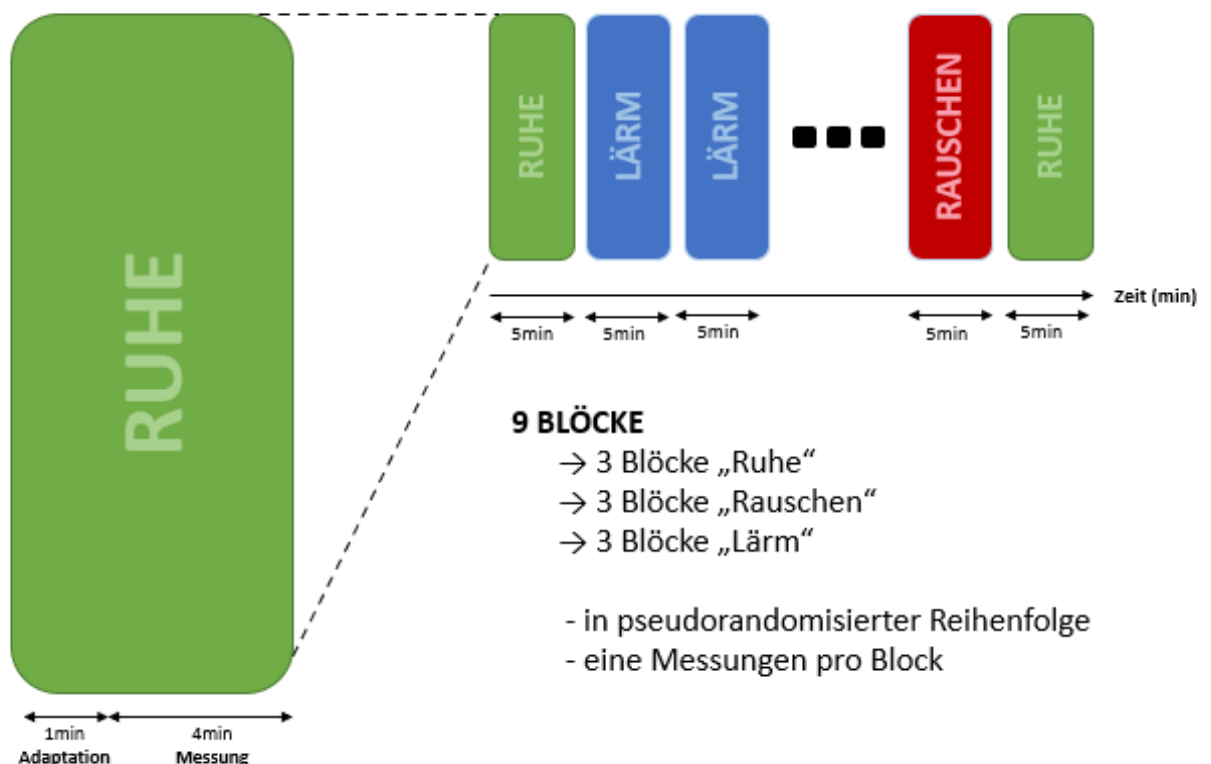 RUHE
1min
4min
Adaptation
Messung
RUHE
LÄRM
LÄRM
RAUSCHEN
RUHE
Zeit (min)
5min
5min
5min
5min
5min
9 BLÖCKE
→ 3 Blöcke „Ruhe“
→ 3 Blöcke „Rauschen“
→ 3 Blöcke „Lärm“
- in pseudorandomisierter Reihenfolge
- eine Messungen pro Block